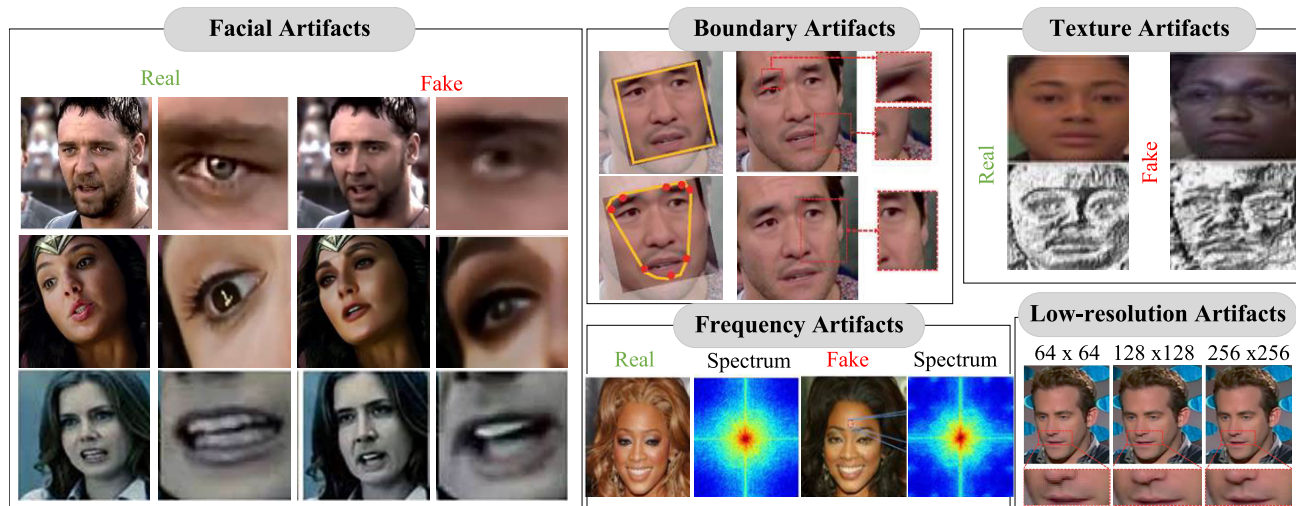 Facial Artifacts
Real
Fake
Boundary Artifacts
Texture Artifacts
Real
Fake
Frequency Artifacts
Real
Spectrum
Fake
Spectrum
Low-resolution Artifacts
64 x 64
128 x128
256 x256